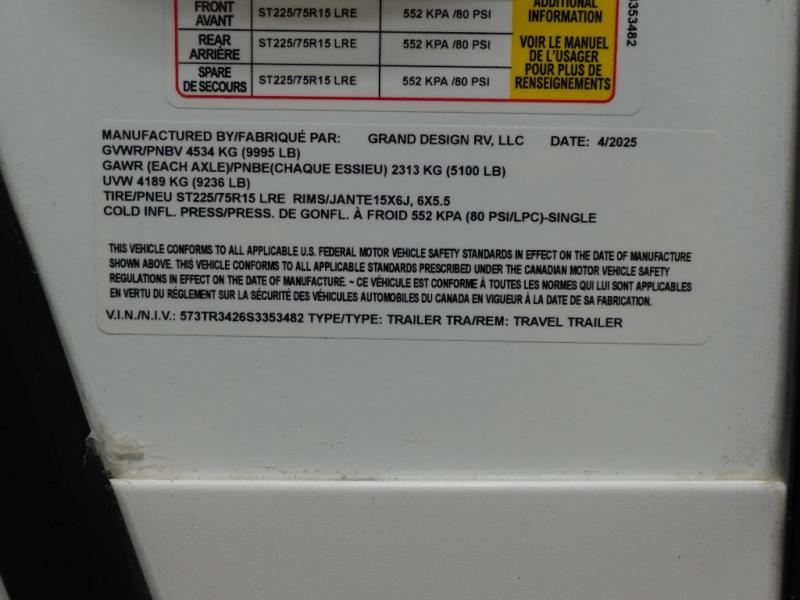 FRONT ST225/75R15 LRE 552 KPA /80 PSI ADDITIONAL
AVANT INFORMATION
REAR ST225/75R15 LRE 552 KPA /80 PSI VOIR LE MANUEL
ARRIÈRE DE L'USAGER
SPARE ST225/75R15 LRE 552 KPA /80 PSI POUR PLUS DE
DE SECOURS RENSEIGNEMENTS
3353482
MANUFACTURED BY/FABRIQUÉ PAR: GRAND DESIGN RV, LLC DATE: 4/2025
GVWR/PNBV 4534 KG (9995 LB)
GAWR (EACH AXLE)/PNBE(CHAQUE ESSIEU) 2313 KG (5100 LB)
UVW 4189 KG (9236 LB)
TIRE/PNEU ST225/75R15 LRE RIMS/JANTE15X6J, 6X5.5
COLD INFL. PRESS/PRESS. DE GONFL. À FROID 552 KPA (80 PSI/LPC)-SINGLE
THIS VEHICLE CONFORMS TO ALL APPLICABLE U.S. FEDERAL MOTOR VEHICLE SAFETY STANDARDS IN EFFECT ON THE DATE OF MANUFACTURE
SHOWN ABOVE. THIS VEHICLE CONFORMS TO ALL APPLICABLE STANDARDS PRESCRIBED UNDER THE CANADIAN MOTOR VEHICLE SAFETY
REGULATIONS IN EFFECT ON THE DATE OF MANUFACTURE. ~ CE VÉHICULE EST CONFORME À TOUTES LES NORMES QUI LUI SONT APPLICABLES
EN VERTU DU RÉGLEMENT SUR LA SÉCURITÉ DES VÉHICULES AUTOMOBILES DU CANADA EN VIGUEUR À LA DATE DE SA FABRICATION.
V.I.N./N.I.V.: 573TR3426S3353482 TYPE/TYPE: TRAILER TRA/REM: TRAVEL TRAILER